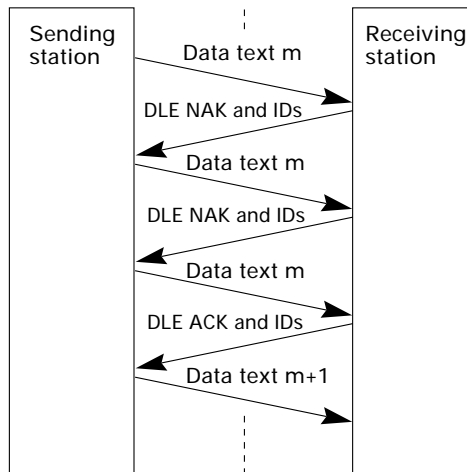 Sending
station
Receiving
station
Data text m
DLE NAK and IDs
Data text m
DLE NAK and IDs
Data text m
DLE ACK and IDs
Data text m+1